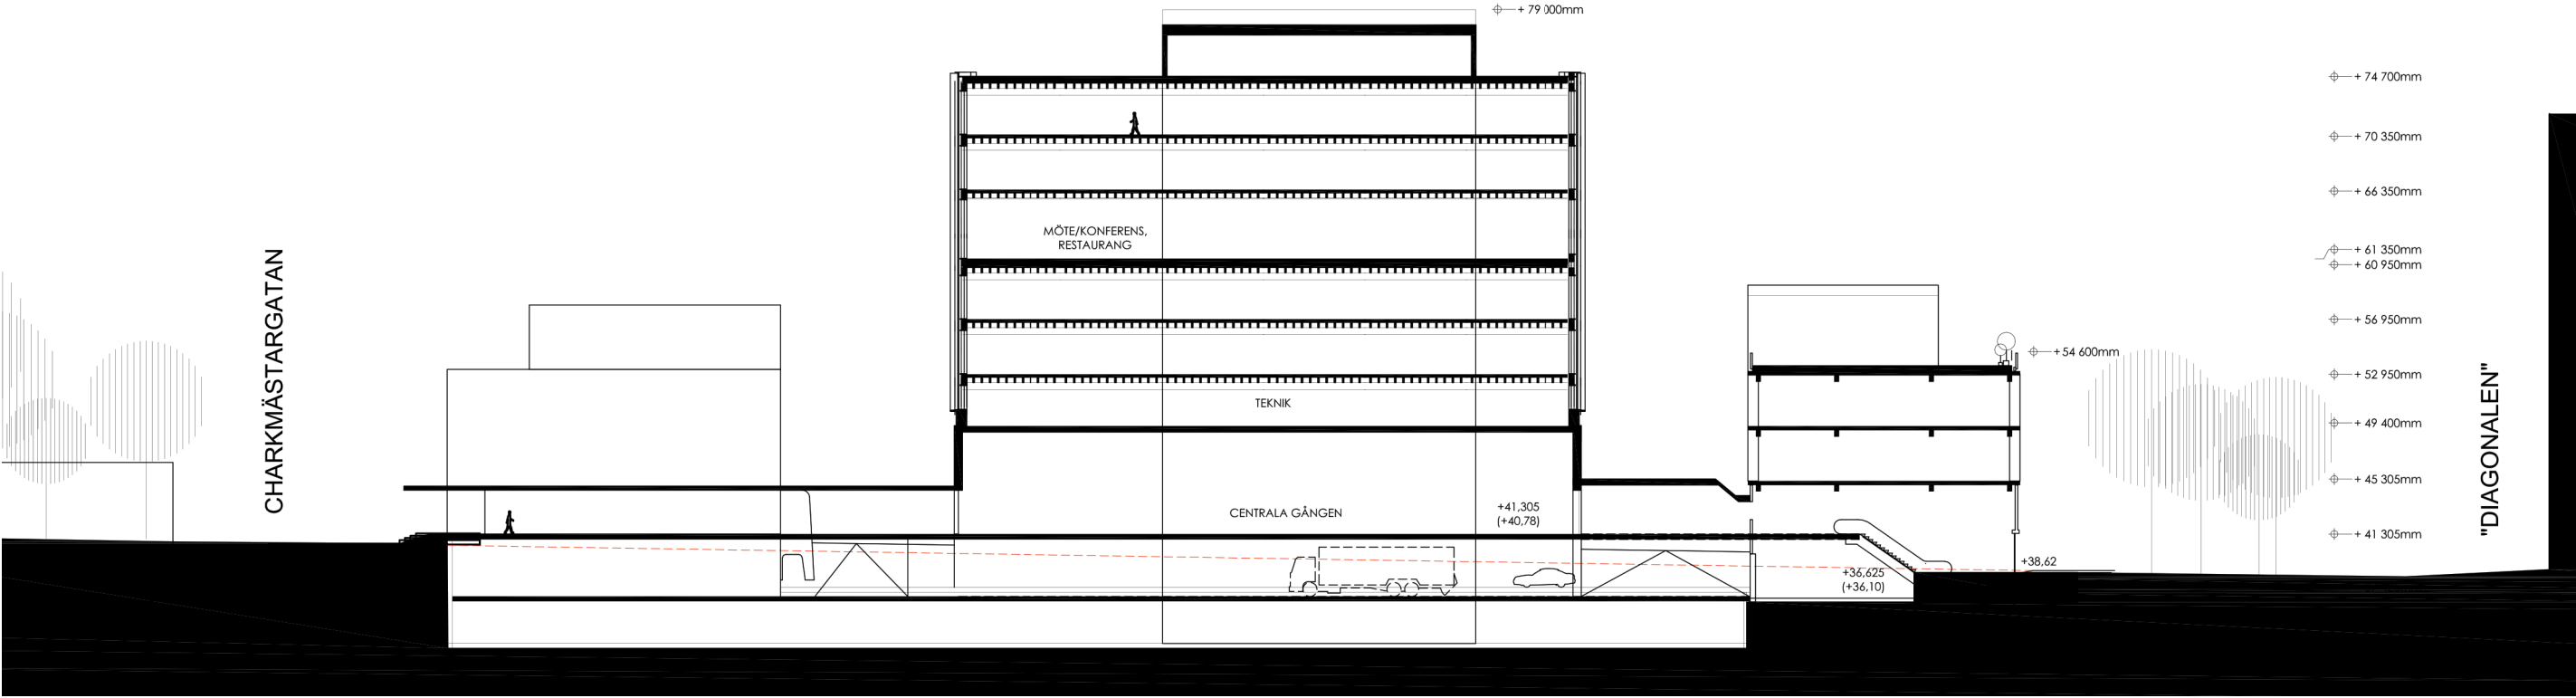 + 79 000mm
+ 74 700mm
+ 70 350mm
+ 66 350mm
MÖTE/KONFERENS,
RESTAURANG
+ 61 350mm
+ 60 950mm
CHARKMÄSTARGATAN
+ 56 950mm
+ 54 600mm
+ 52 950mm
TEKNIK
+ 49 400mm
"DIAGONALEN"
+ 45 305mm
CENTRALA GÅNGEN
+41,305
(+40,78)
+ 41 305mm
+38,62
+36,625
(+36,10)